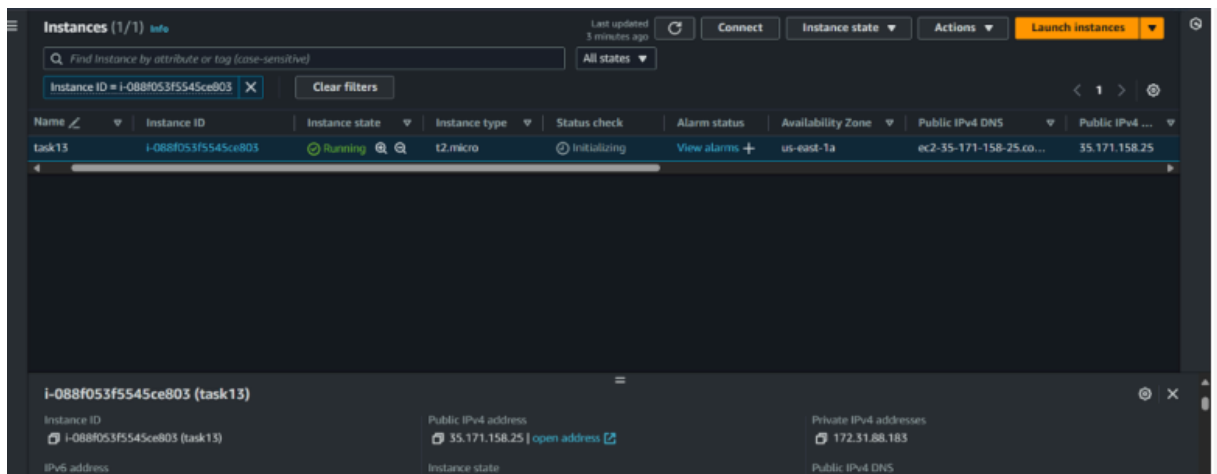 Instances (1/1) Info
Last updated
3 minutes ago
Connect
Instance state
Actions
Launch instances
Find Instance by attribute or tag (case-sensitive)
All states
Instance ID = i-088f053f5545ce803
Clear filters
1
Name Instance ID Instance state Instance type Status check Alarm status Availability Zone Public IPv4 DNS Public IPv4 ...
task13 i-088f053f5545ce803 Running t2.micro Initializing View alarms + us-east-1a ec2-35-171-158-25.co... 35.171.158.25
i-088f053f5545ce803 (task13)
Instance ID Public IPv4 address Private IPv4 addresses
i-088f053f5545ce803 (task13) 35.171.158.25 | open address 172.31.88.183
IPv6 address Instance state Public IPv4 DNS